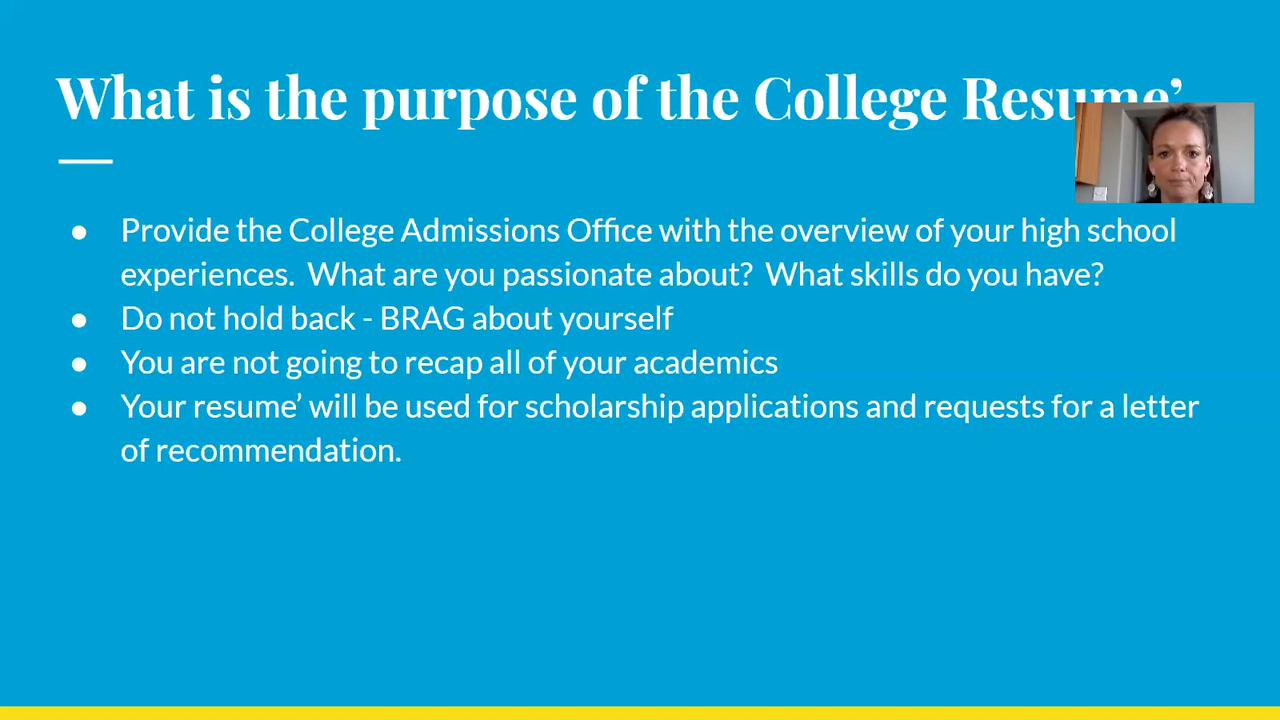 What is the purpose of the College Resume’
● Provide the College Admissions Office with the overview of your high school
experiences.  What are you passionate about?  What skills do you have?
● Do not hold back - BRAG about yourself
● You are not going to recap all of your academics
● Your resume’ will be used for scholarship applications and requests for a letter
of recommendation.